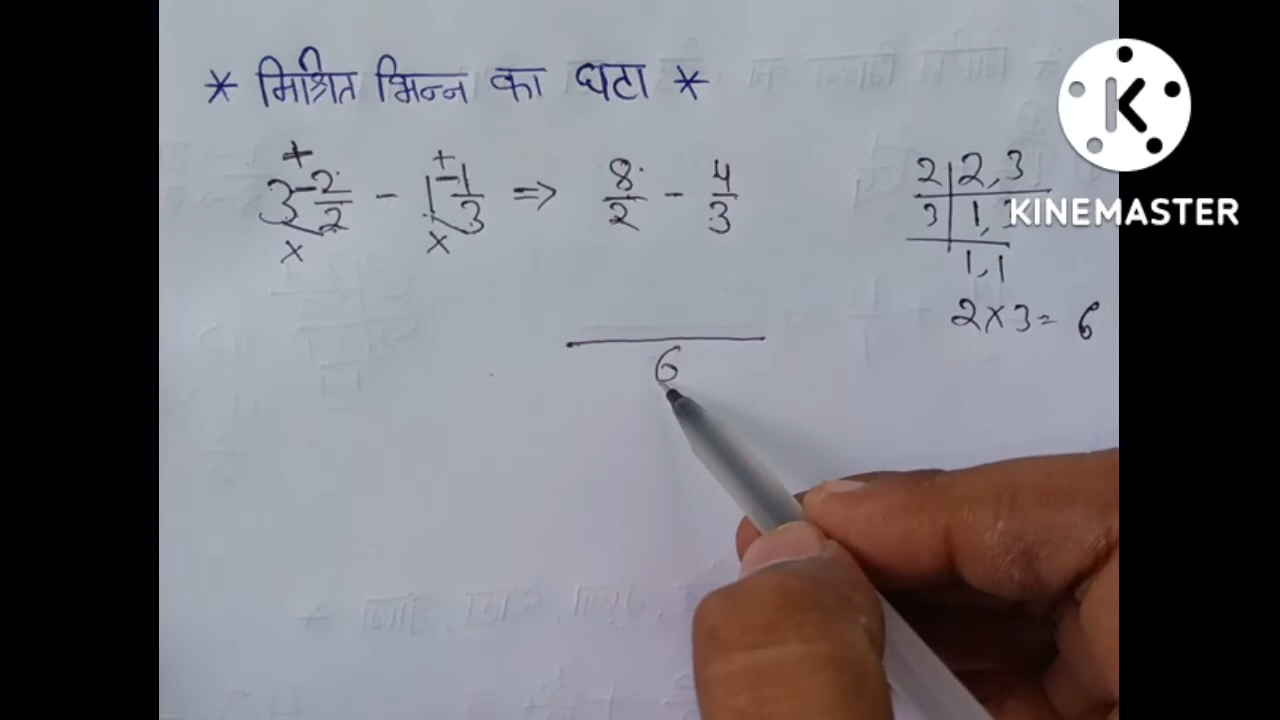 * मिश्रित भिन्न का घटा *
3 2/2 - 1 1/3 => 8/2 - 4/3
+ +
× ×
6
2 | 2, 3
3 | 1, 3
1, 1
2 × 3 = 6
K
KINEMASTER